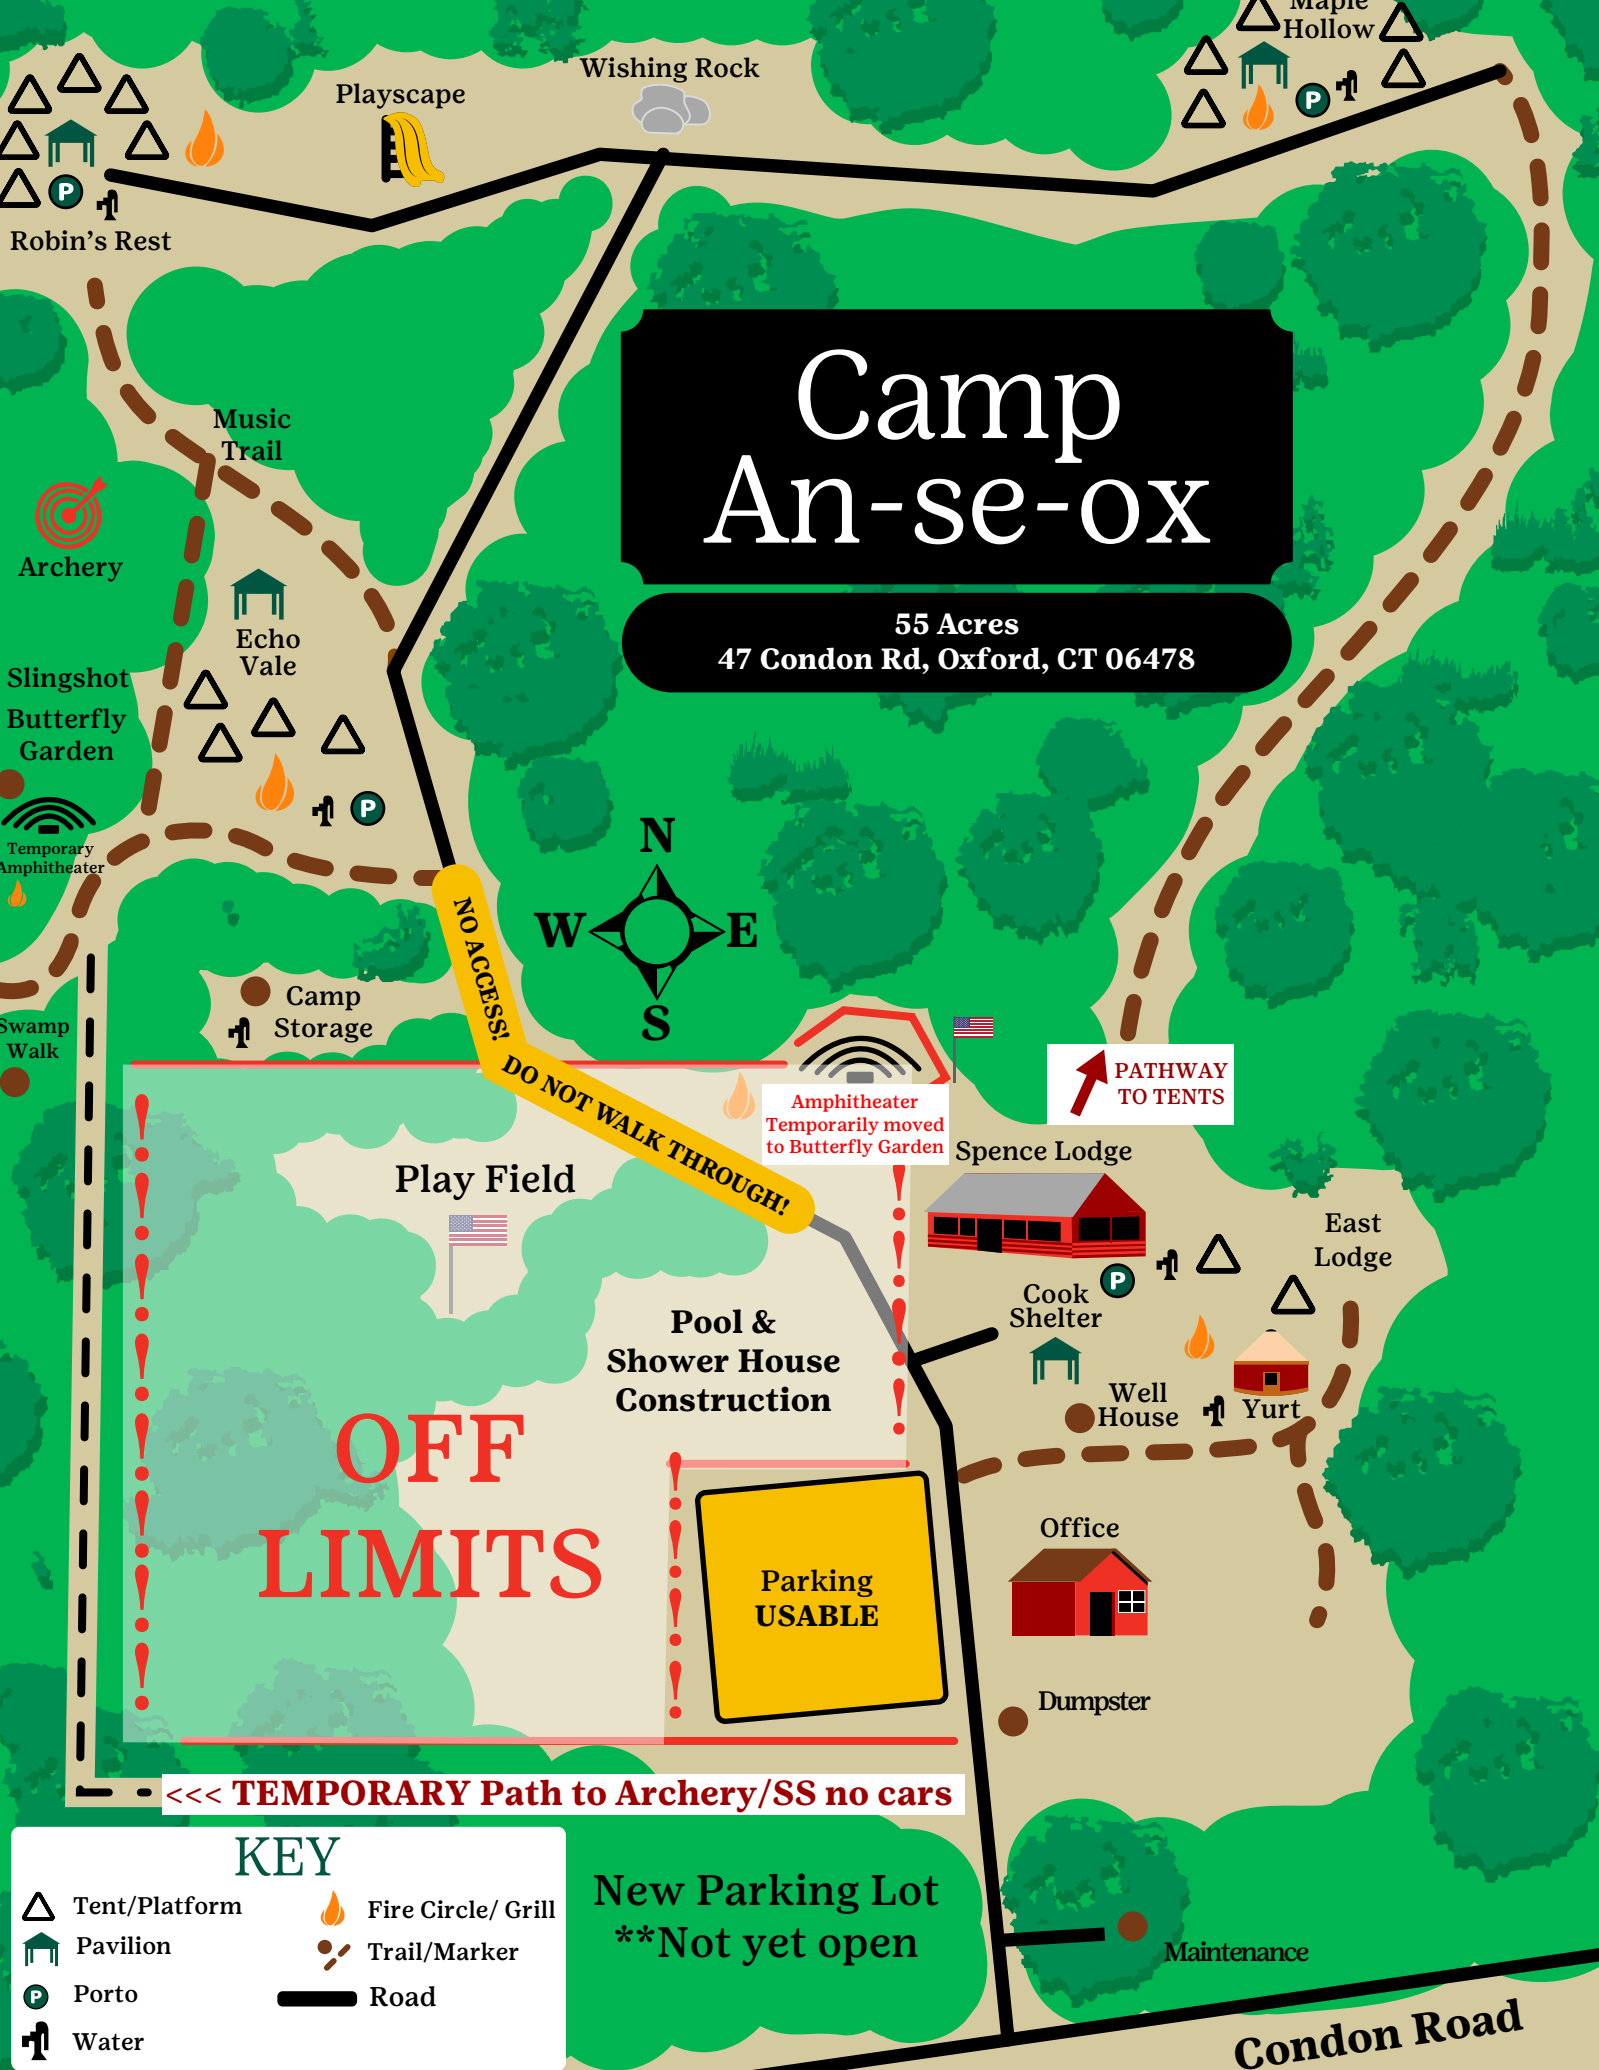 Maple
Hollow
Wishing Rock
Playscape
P
P
Robin's Rest
Camp
An-se-ox
55 Acres
47 Condon Rd, Oxford, CT 06478
Music
Trail
Archery
Echo
Vale
Slingshot
Butterfly
Garden
P
Temporary
Amphitheater
N
W
E
S
NO ACCESS!
DO NOT WALK THROUGH!
Camp
Storage
Swamp
Walk
PATHWAY
TO TENTS
Amphitheater
Temporarily moved
to Butterfly Garden
Spence Lodge
Play Field
East
Lodge
P
Cook
Shelter
Pool &
Shower House
Construction
Well
House
Yurt
OFF
LIMITS
Office
Parking
USABLE
Dumpster
<<< TEMPORARY Path to Archery/SS no cars
KEY
Tent/Platform
Fire Circle/ Grill
Pavilion
Trail/Marker
P
Porto
Road
Water
New Parking Lot
**Not yet open
Maintenance
Condon Road